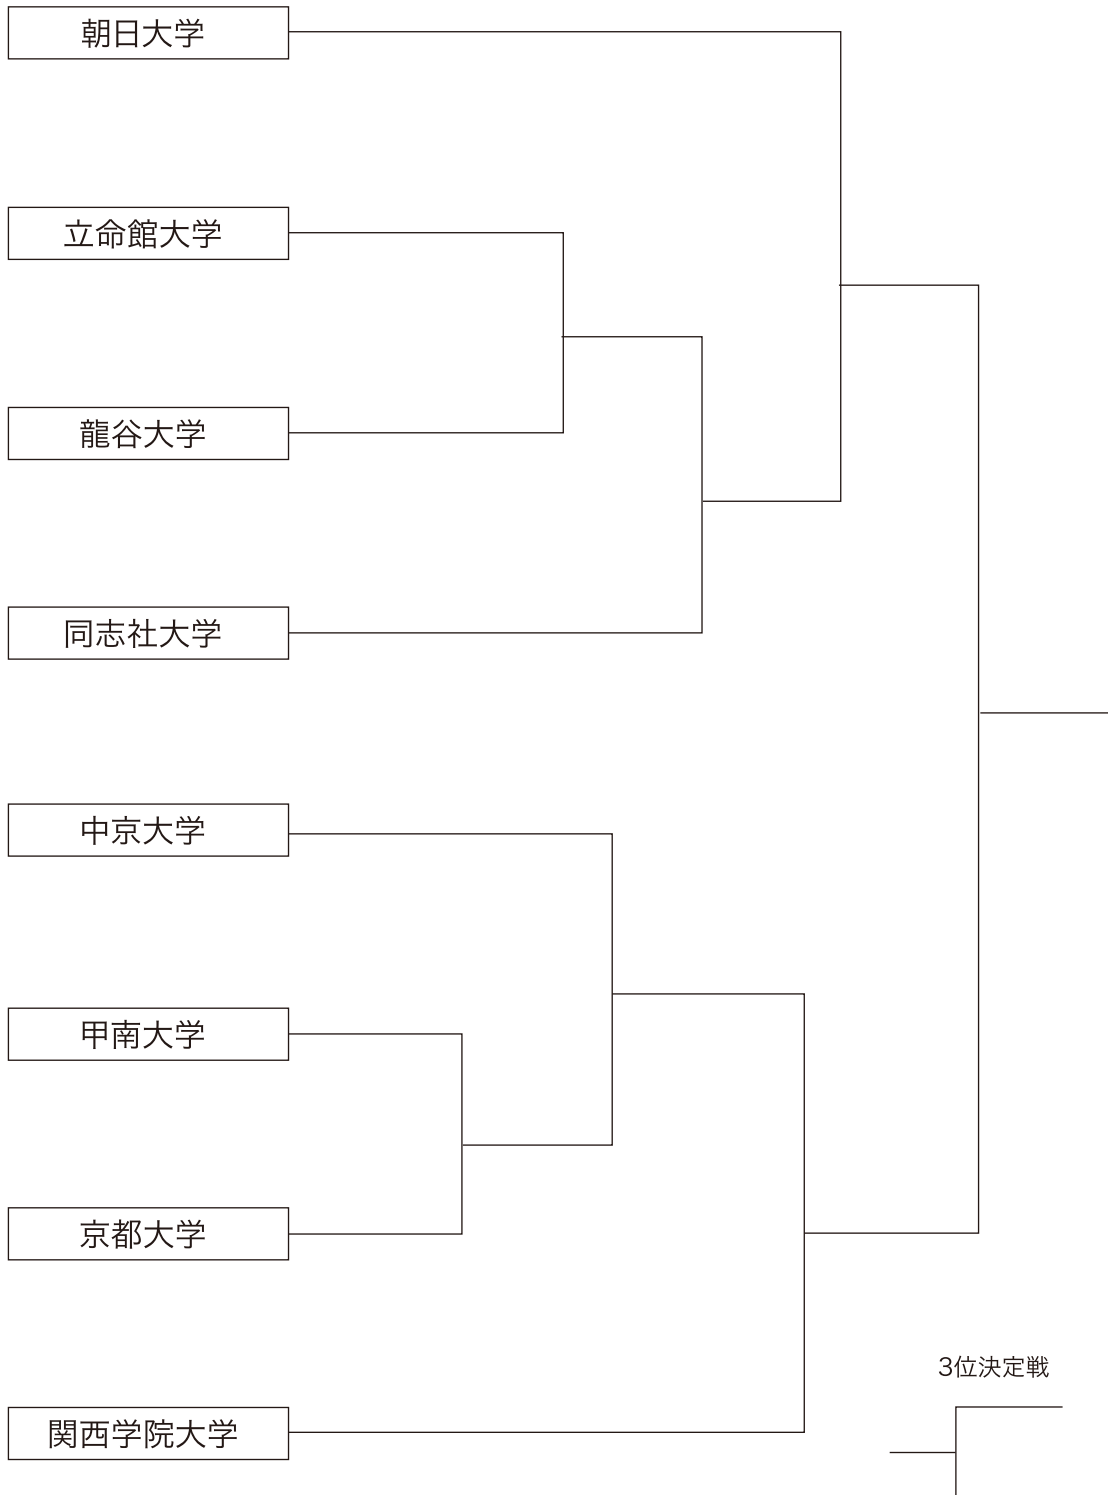 朝日大学
立命館大学
龍谷大学
同志社大学
中京大学
甲南大学
京都大学
関西学院大学
3位決定戦